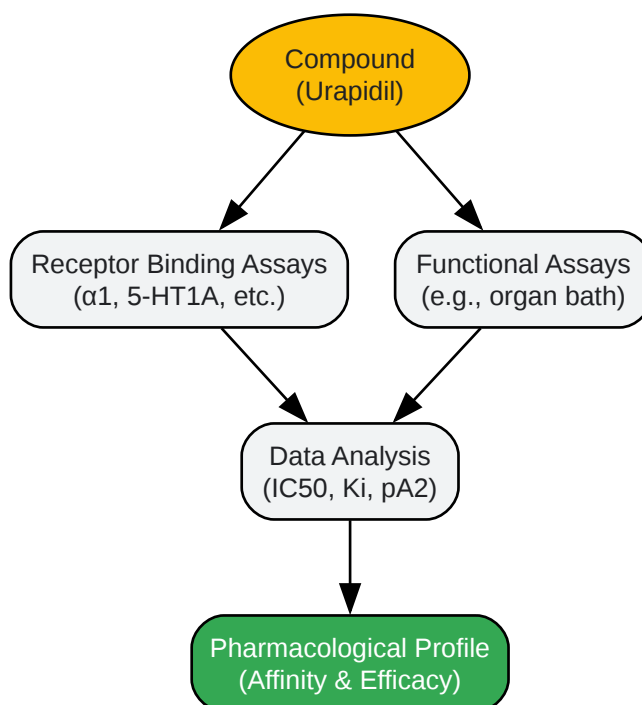 Compound
(Urapidil)
Receptor Binding Assays
(α1, 5-HT1A, etc.)
Functional Assays
(e.g., organ bath)
Data Analysis
(IC50, Ki, pA2)
Pharmacological Profile
(Affinity & Efficacy)